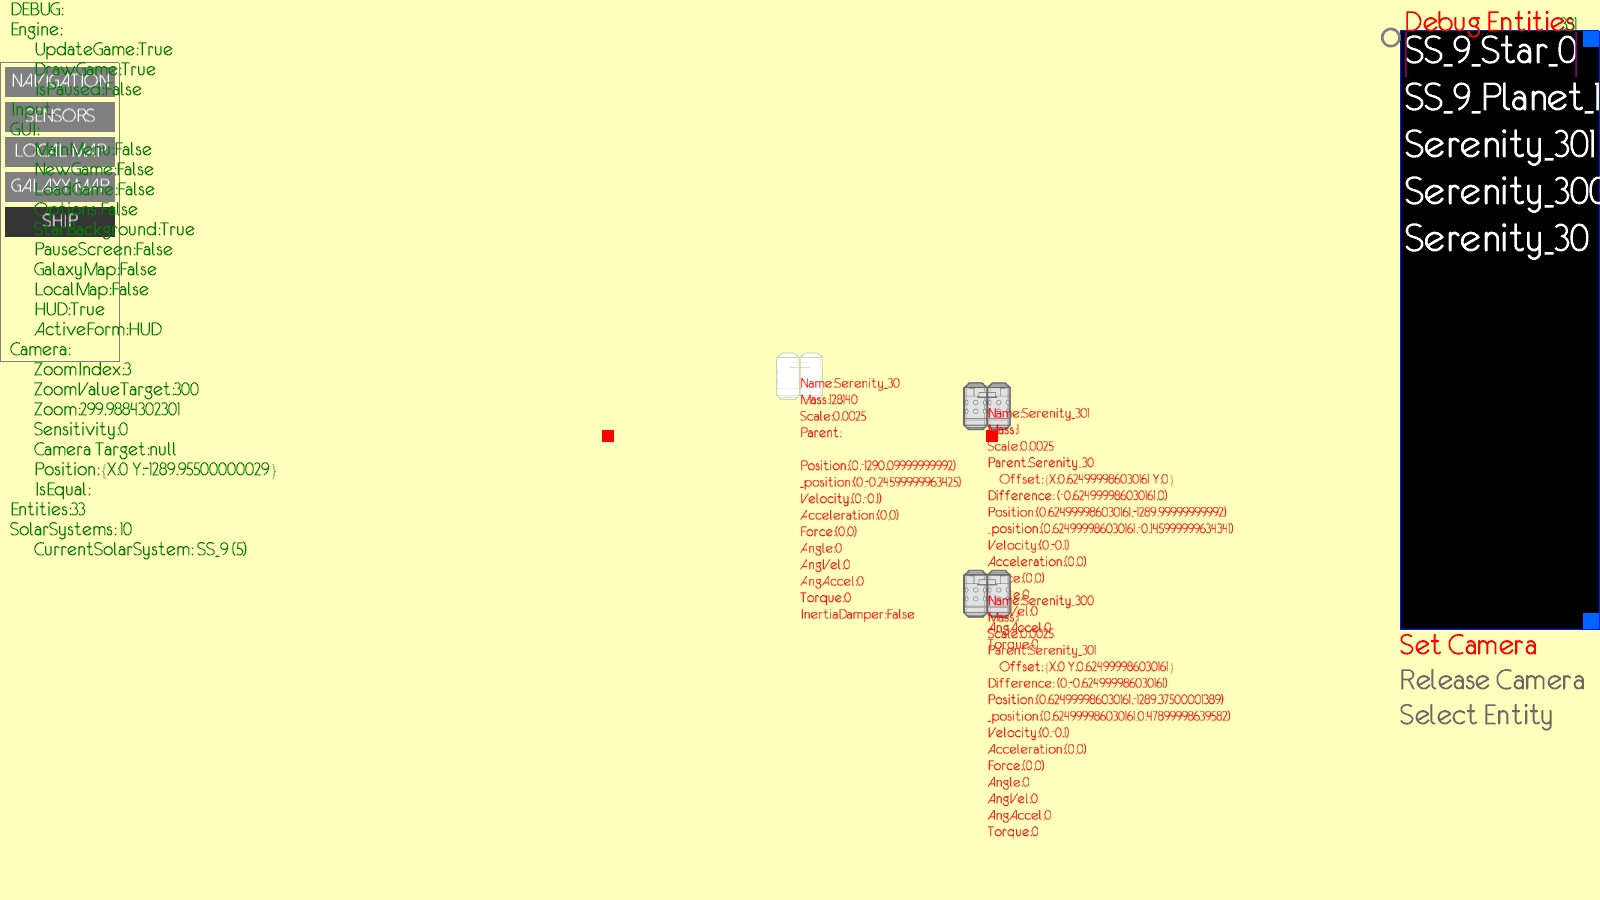 DEBUG:
Engine:
UpdateGame:True
DrawGame:True
IsPaused:False
Input
GUI:
MainMenu:False
NewGame:False
LoadGame:False
Options:False
StarBackground:True
PauseScreen:False
GalaxyMap:False
LocalMap:False
HUD:True
ActiveForm:HUD
Camera:
ZoomIndex:3
ZoomValueTarget:300
Zoom:299.9884302301
Sensitivity:0
Camera Target:null
Position:{X:0 Y:-1289.95500000029}
IsEqual:
Entities:33
SolarSystems:10
CurrentSolarSystem: SS_9 (5)
NAVIGATION
SENSORS
LOCAL MAP
GALAXY MAP
SHIP
Name:Serenity_30
Mass:128140
Scale:0.0025
Parent:
Position:(0,-1290.09999999992)
_position:(0,-0.24599999963425)
Velocity:(0,-0.1)
Acceleration:(0,0)
Force:(0,0)
Angle:0
AngVel:0
AngAccel:0
Torque:0
InertiaDamper:False
Name:Serenity_301
Mass:1
Scale:0.0025
Parent:Serenity_30
Offset:{X:0.624999986030161 Y:0}
Difference:(-0.624999986030161,0)
Position:(0.624999986030161,-1289.99999999992)
_position:(0.624999986030161,-0.145999999634341)
Velocity:(0,-0.1)
Acceleration:(0,0)
AngAccel:0
Torque:0
Name:Serenity_300
Mass:1
Scale:0.0025
Parent:Serenity_301
Offset:{X:0 Y:0.624999986030161}
Difference:(0,-0.624999986030161)
Position:(0.624999986030161,-1289.37500001389)
_position:(0.624999986030161,0.47899998639582)
Velocity:(0,-0.1)
Acceleration:(0,0)
Force:(0,0)
Angle:0
AngVel:0
AngAccel:0
Torque:0
Debug Entities
SS_9_Star_0
SS_9_Planet_1
Serenity_301
Serenity_300
Serenity_30
Set Camera
Release Camera
Select Entity